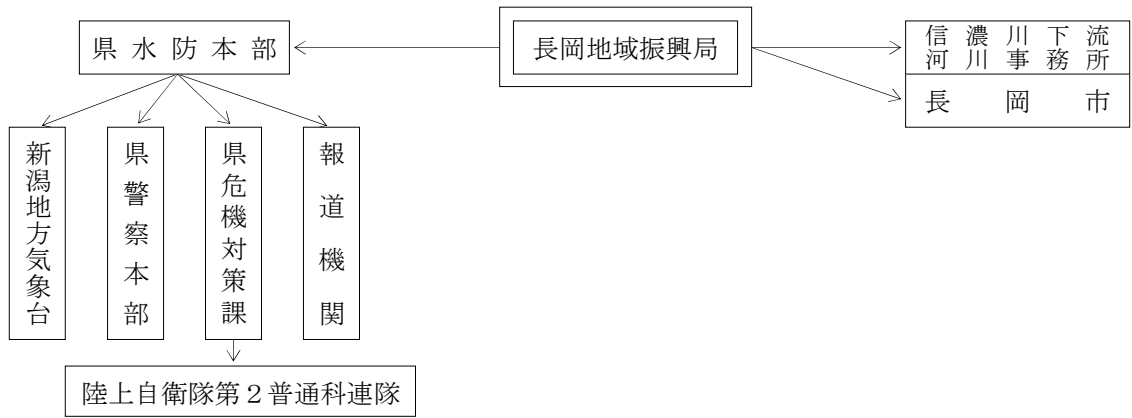 県水防本部
長岡地域振興局
信濃川下流
河川事務所
長岡市
新潟地方気象台
県警察本部
県危機対策課
報道機関
陸上自衛隊第２普通科連隊